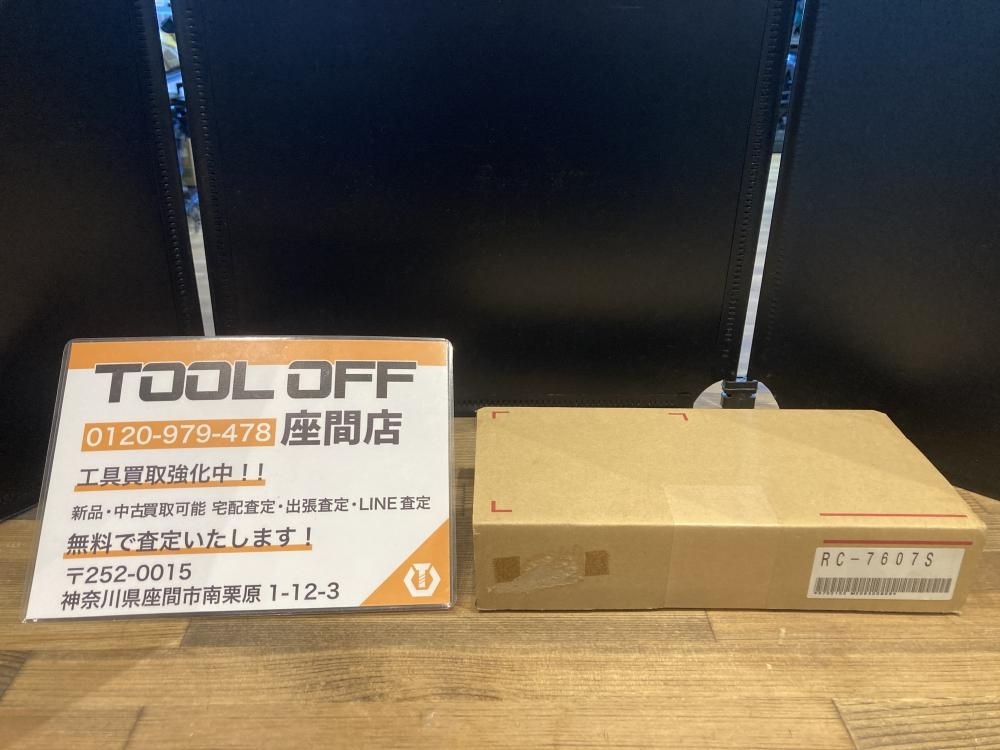 TOOL OFF
0120-979-478 座間店
工具買取強化中!!
新品・中古買取可能 宅配査定・出張査定・LINE査定
無料で査定いたします!
〒252-0015
神奈川県座間市南栗原 1-12-3
RC-7607S